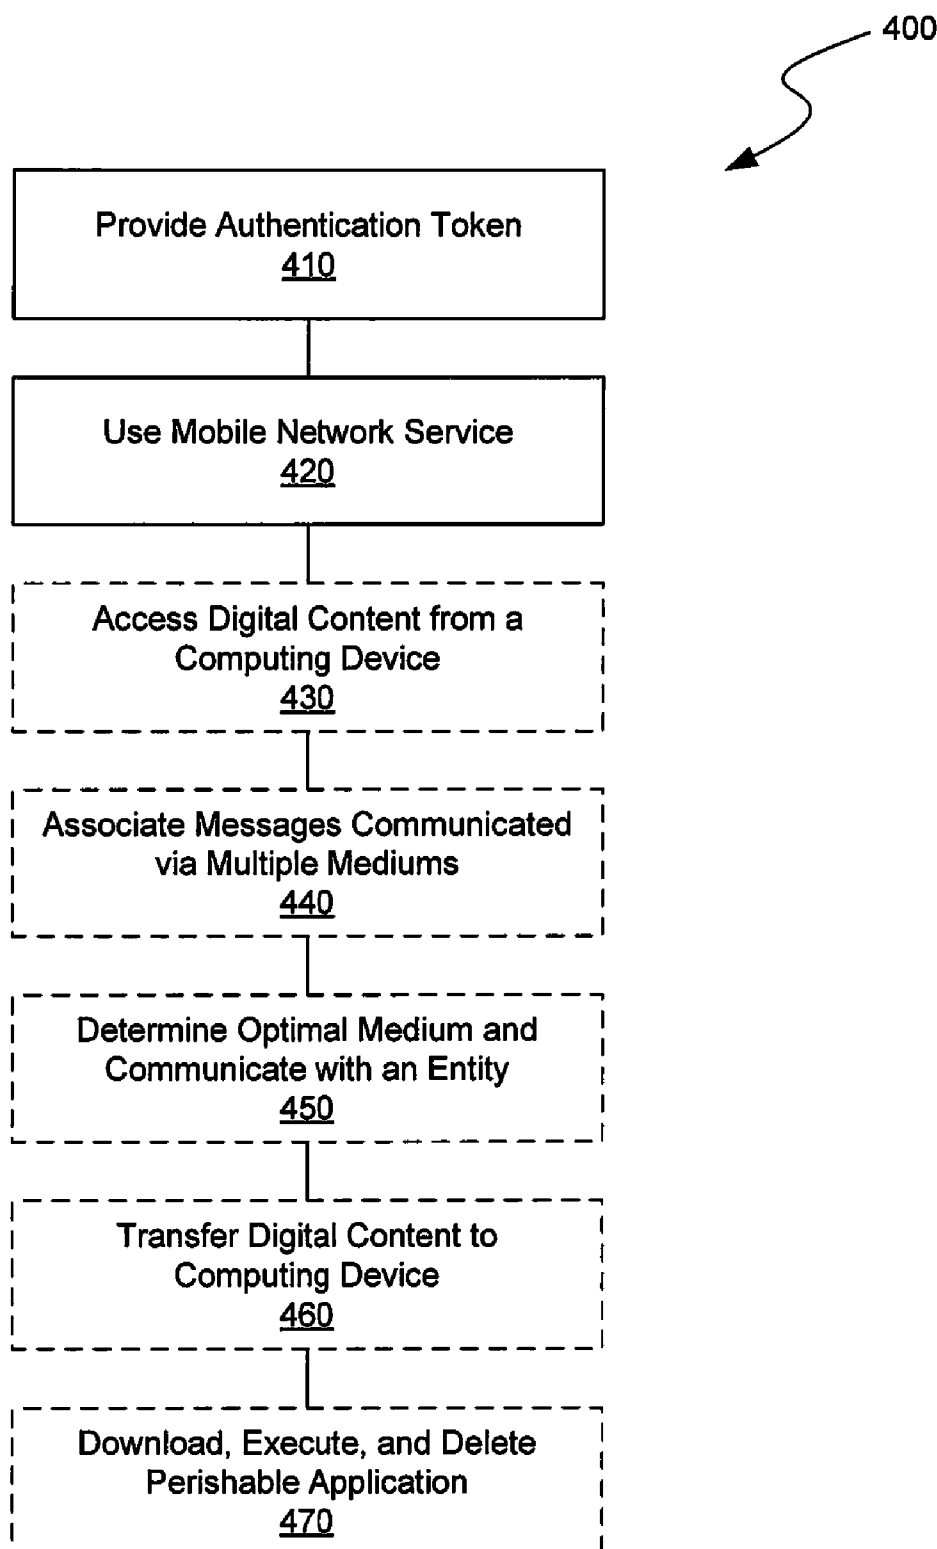 400
Provide Authentication Token
410
Use Mobile Network Service
420
Access Digital Content from a
Computing Device
430
Associate Messages Communicated
via Multiple Mediums
440
Determine Optimal Medium and
Communicate with an Entity
450
Transfer Digital Content to
Computing Device
460
Download, Execute, and Delete
Perishable Application
470